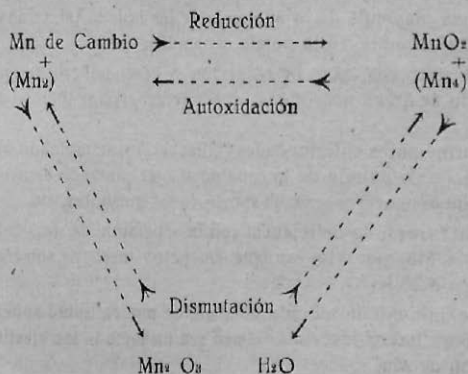 Reducción
Mn de Cambio MnO₂
(Mn₂)⁺ (Mn₄)⁺
Autoxidación
Dismutación
Mn₂ O₃ H₂O